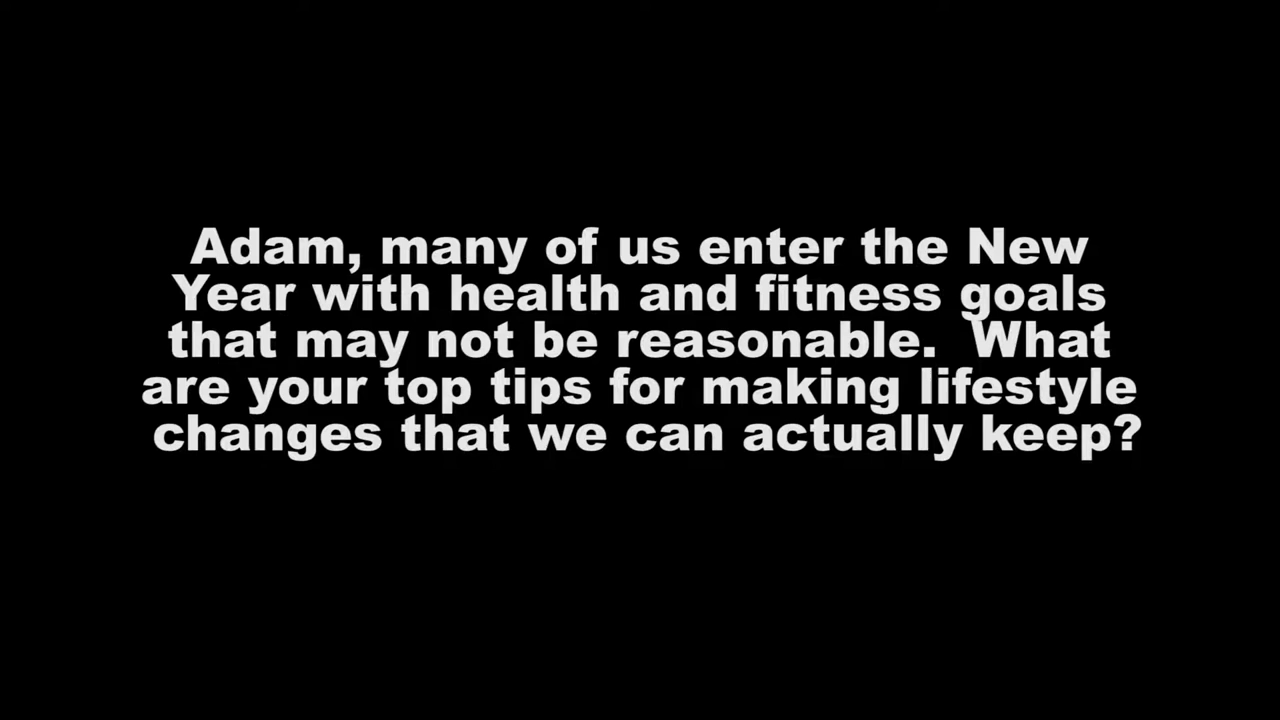 Adam, many of us enter the New
Year with health and fitness goals
that may not be reasonable.  What
are your top tips for making lifestyle
changes that we can actually keep?